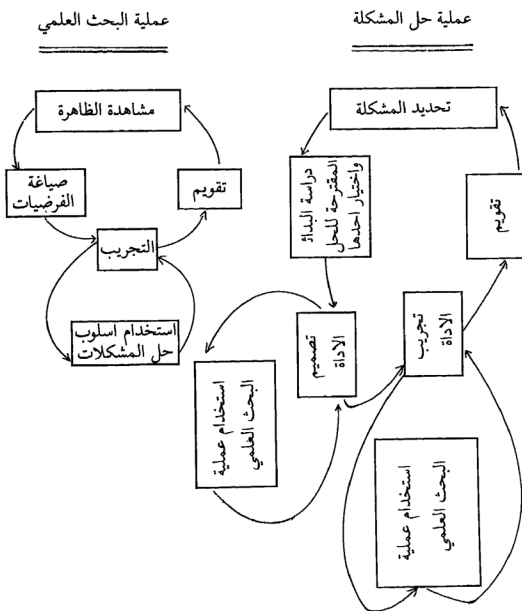 عملية حل المشكلة
تحديد المشكلة
دراسة البدائ
المقترحة للحل
واختيار احدها
تصميم
الاداة
استخدام عملية
البحث العلمي
تجريب
الاداة
استخدام عملية
البحث العلمي
تقويم
عملية البحث العلمي
مشاهدة الظاهرة
صياغة
الفرضيات
التجريب
استخدام اسلوب
حل المشكلات
تقويم